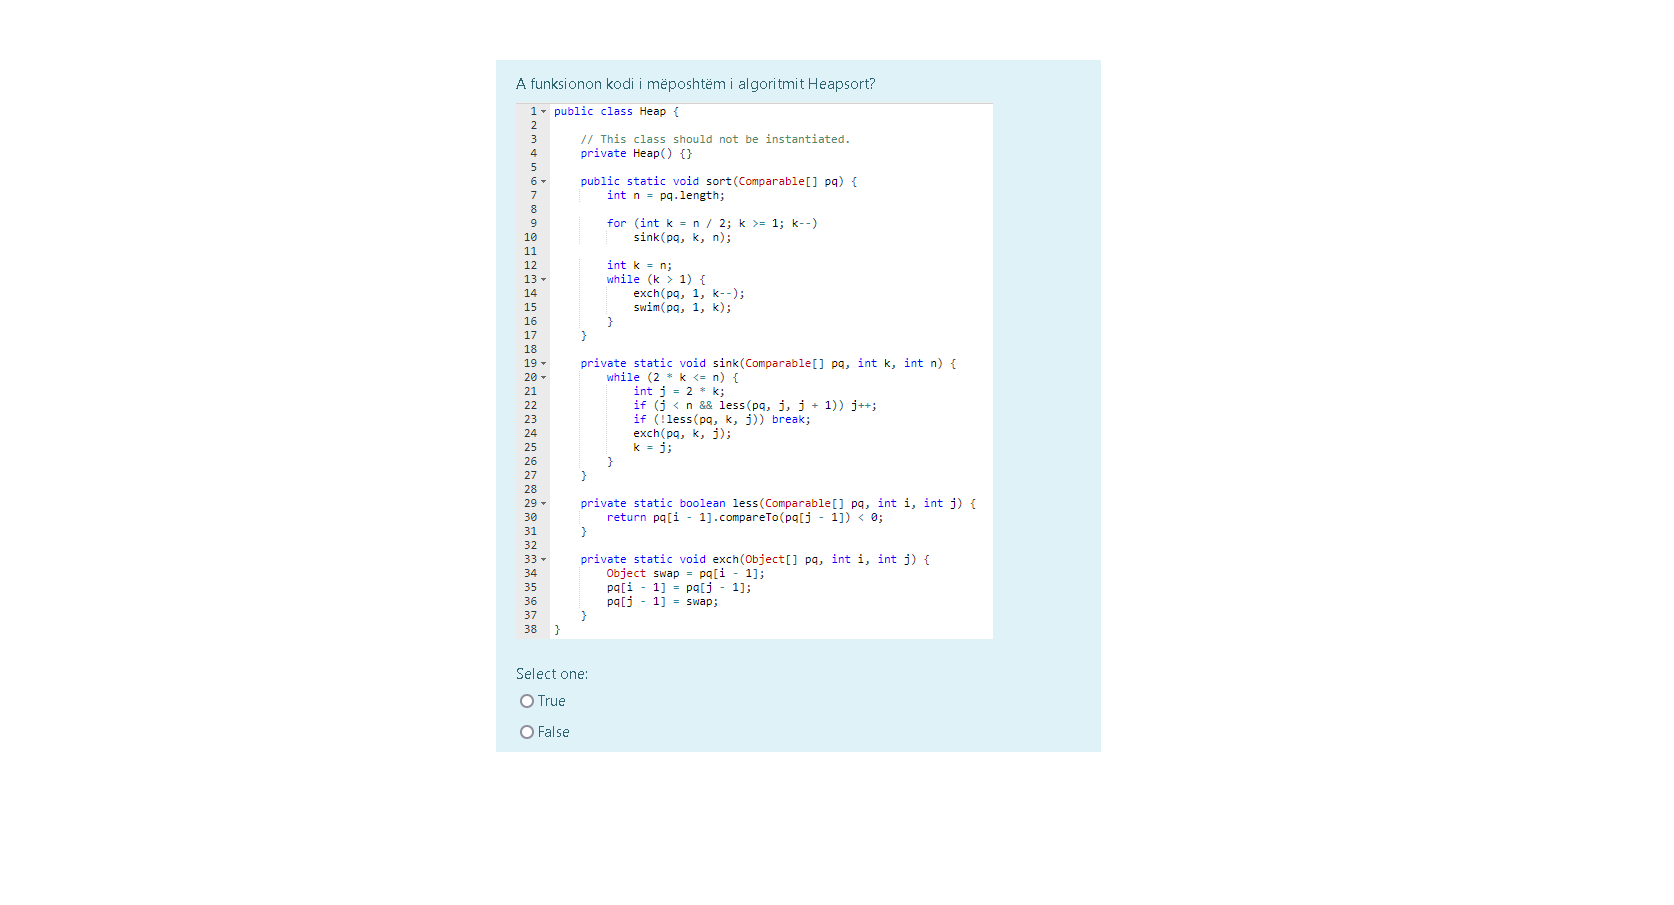 A funksionon kodi i mëposhtëm i algoritmit Heapsort?
1 public class Heap {
2
3     // This class should not be instantiated.
4     private Heap() {}
5
6     public static void sort(Comparable[] pq) {
7         int n = pq.length;
8
9         for (int k = n / 2; k >= 1; k--)
10             sink(pq, k, n);
11
12         int k = n;
13         while (k > 1) {
14             exch(pq, 1, k--);
15             swim(pq, 1, k);
16         }
17     }
18
19     private static void sink(Comparable[] pq, int k, int n) {
20         while (2 * k <= n) {
21             int j = 2 * k;
22             if (j < n && less(pq, j, j + 1)) j++;
23             if (!less(pq, k, j)) break;
24             exch(pq, k, j);
25             k = j;
26         }
27     }
28
29     private static boolean less(Comparable[] pq, int i, int j) {
30         return pq[i - 1].compareTo(pq[j - 1]) < 0;
31     }
32
33     private static void exch(Object[] pq, int i, int j) {
34         Object swap = pq[i - 1];
35         pq[i - 1] = pq[j - 1];
36         pq[j - 1] = swap;
37     }
38 }
Select one:
True
False